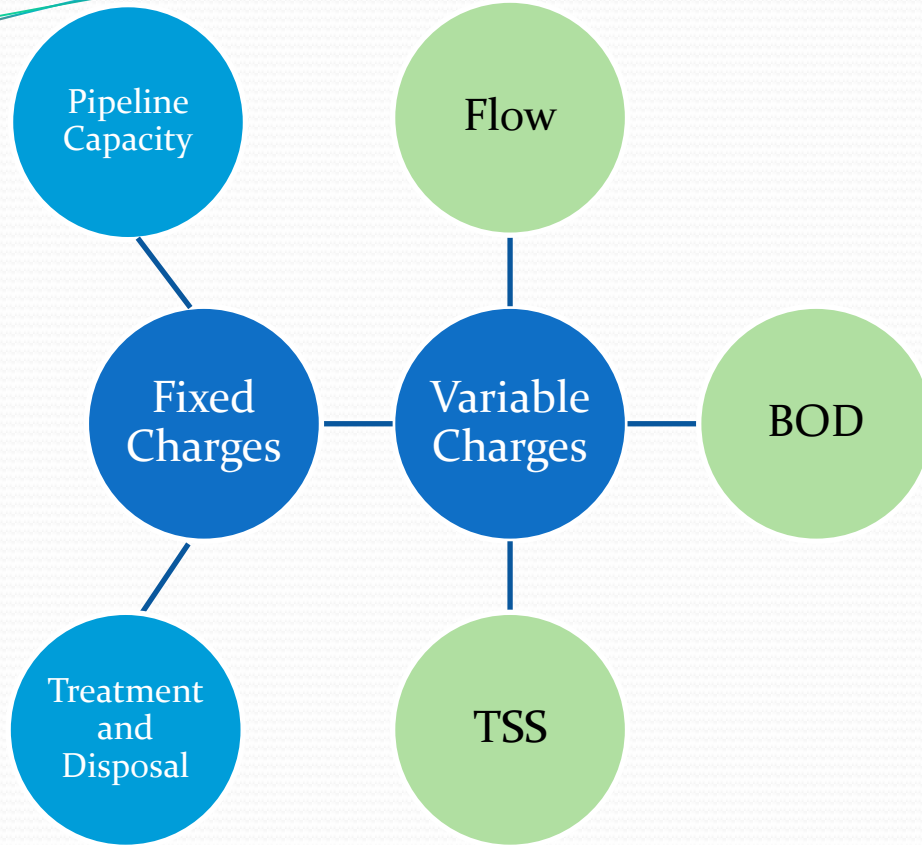 Pipeline
Capacity
Flow
Fixed
Charges
Variable
Charges
BOD
Treatment
and
Disposal
TSS